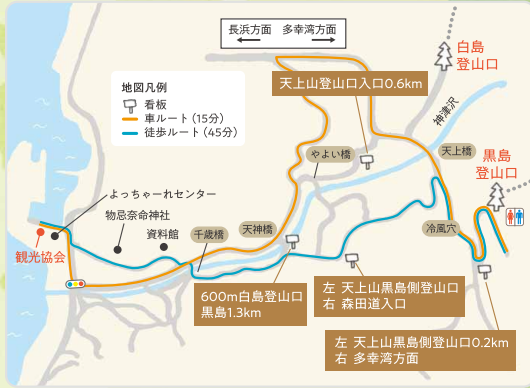 長浜方面 多幸湾方面
白島
登山口
地図凡例
看板
車ルート(15分)
徒歩ルート(45分)
天上山登山口入口0.6km
神津沢
やよい橋
天上橋
黒島
登山口
よっちゃーれセンター
物忌奈命神社
資料館
千歳橋
天神橋
冷風穴
観光協会
600m白島登山口
黒島1.3km
左 天上山黒島側登山口
右 森田道入口
左 天上山黒島側登山口0.2km
右 多幸湾方面